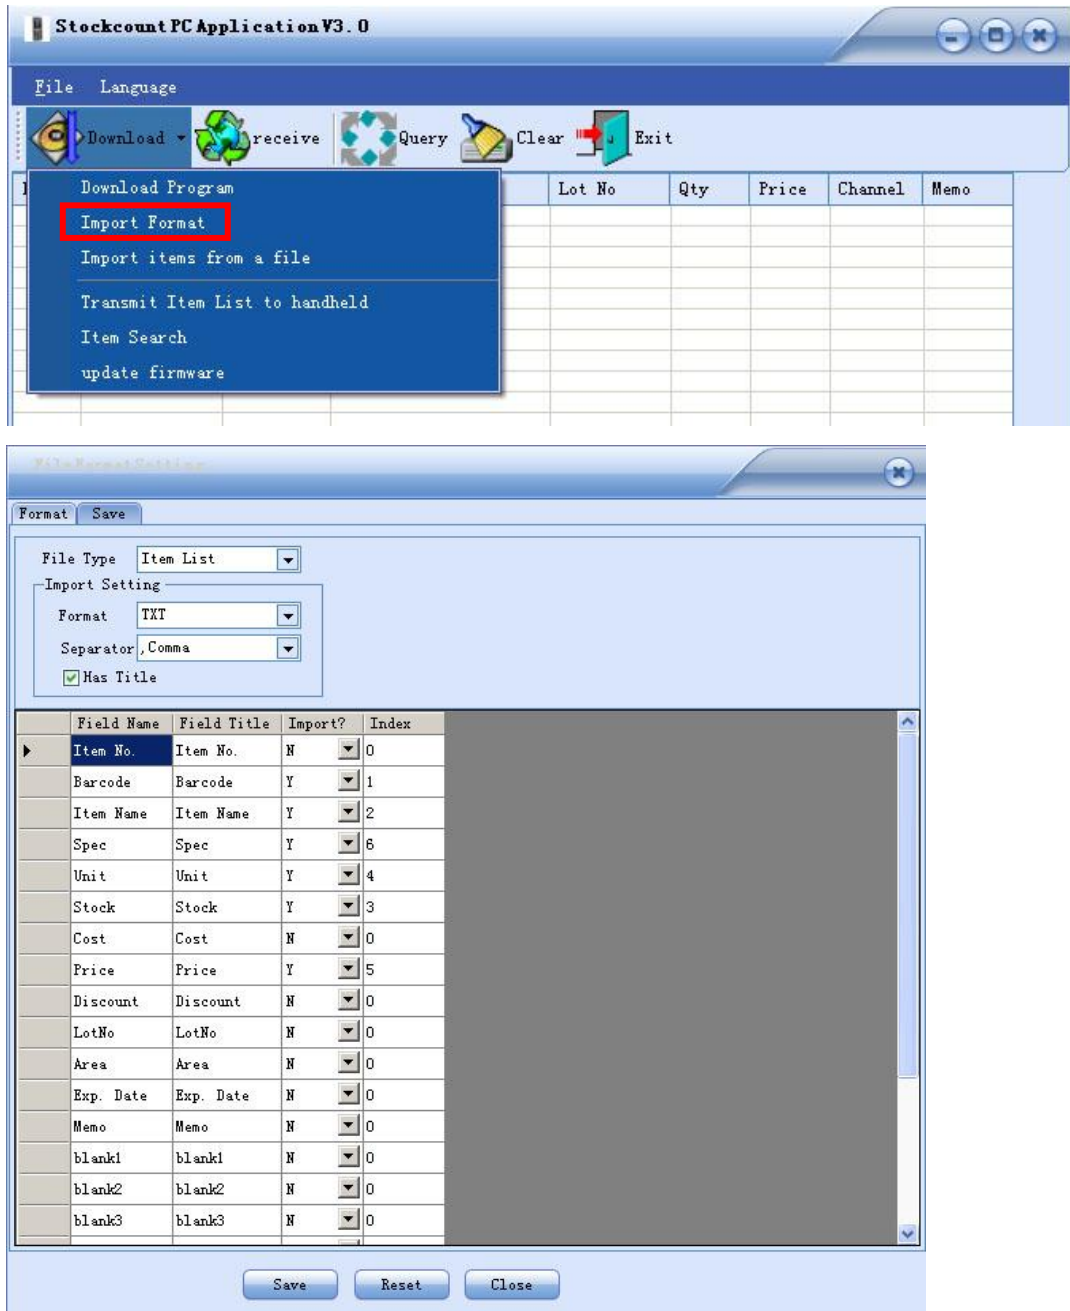 Stockcount PC Application V3.0
File Language
Download receive Query Clear Exit
Lot No Qty Price Channel Memo
Download Program
Import Format
Import items from a file
Transmit Item List to handheld
Item Search
update firmware
File Format Setting
Format Save
File Type Item List
Import Setting
Format TXT
Separator ,Comma
Has Title
Field Name Field Title Import? Index
Item No. Item No. N 0
Barcode Barcode Y 1
Item Name Item Name Y 2
Spec Spec Y 6
Unit Unit Y 4
Stock Stock Y 3
Cost Cost N 0
Price Price Y 5
Discount Discount N 0
LotNo LotNo N 0
Area Area N 0
Exp. Date Exp. Date N 0
Memo Memo N 0
blank1 blank1 N 0
blank2 blank2 N 0
blank3 blank3 N 0
Save Reset Close